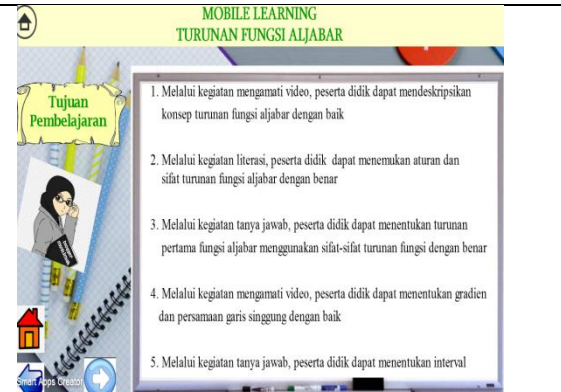 MOBILE LEARNING
TURUNAN FUNGSI ALJABAR
Tujuan
Pembelajaran
1. Melalui kegiatan mengamati video, peserta didik dapat mendeskripsikan
konsep turunan fungsi aljabar dengan baik
2. Melalui kegiatan literasi, peserta didik dapat menemukan aturan dan
sifat turunan fungsi aljabar dengan benar
3. Melalui kegiatan tanya jawab, peserta didik dapat menentukan turunan
pertama fungsi aljabar menggunakan sifat-sifat turunan fungsi dengan benar
4. Melalui kegiatan mengamati video, peserta didik dapat menentukan gradien
dan persamaan garis singgung dengan baik
5. Melalui kegiatan tanya jawab, peserta didik dapat menentukan interval
Smart Apps Creator